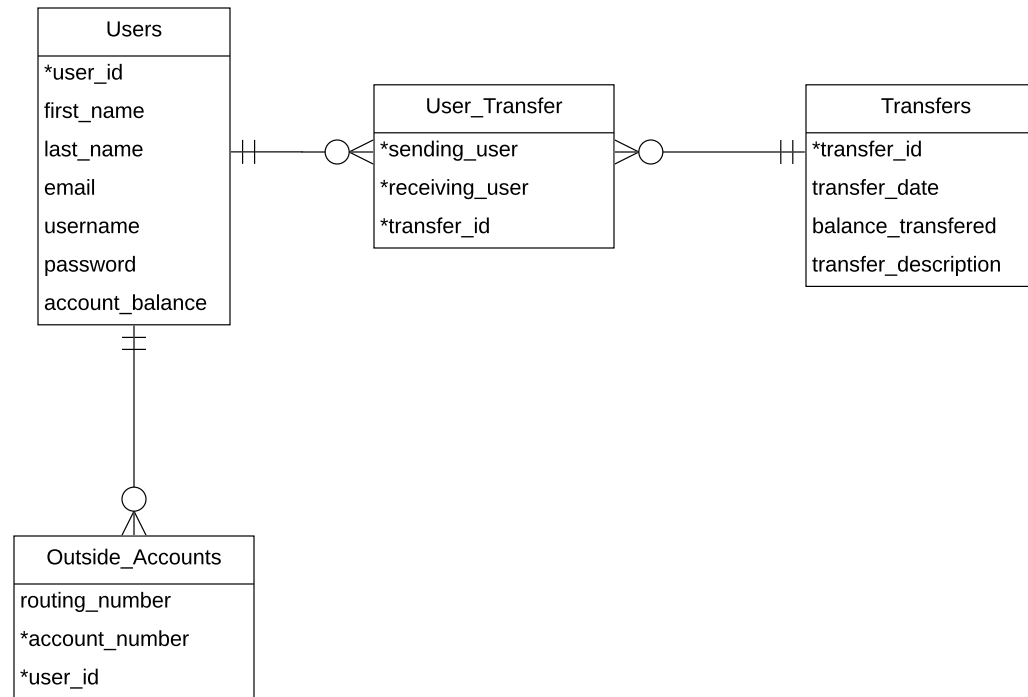 Users
*user_id
first_name
last_name
email
username
password
account_balance
User_Transfer
*sending_user
*receiving_user
*transfer_id
Transfers
*transfer_id
transfer_date
balance_transfered
transfer_description
Outside_Accounts
routing_number
*account_number
*user_id